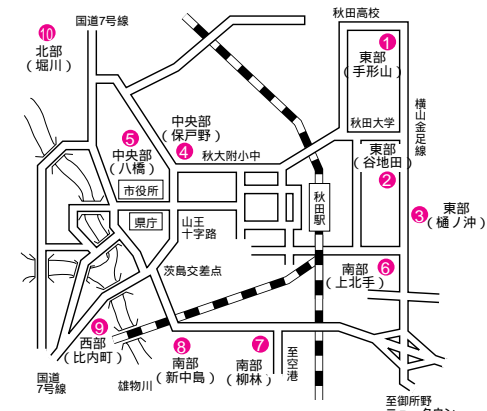 国道7号線
秋田高校
10
北部
(堀川)
1
東部
(手形山)
中央部
(保戸野)
4
5
中央部
(八橋)
秋田大学
横山金足線
秋大附小中
東部
(谷地田)
2
市役所
秋田駅
3
東部
(樋ノ沖)
県庁
山王
十字路
茨島交差点
南部
6
(上北手)
9
西部
(比内町)
8
南部
(新中島)
7
南部
(柳林)
至空港
国道
7号線
雄物川
至御所野
ニュータウン